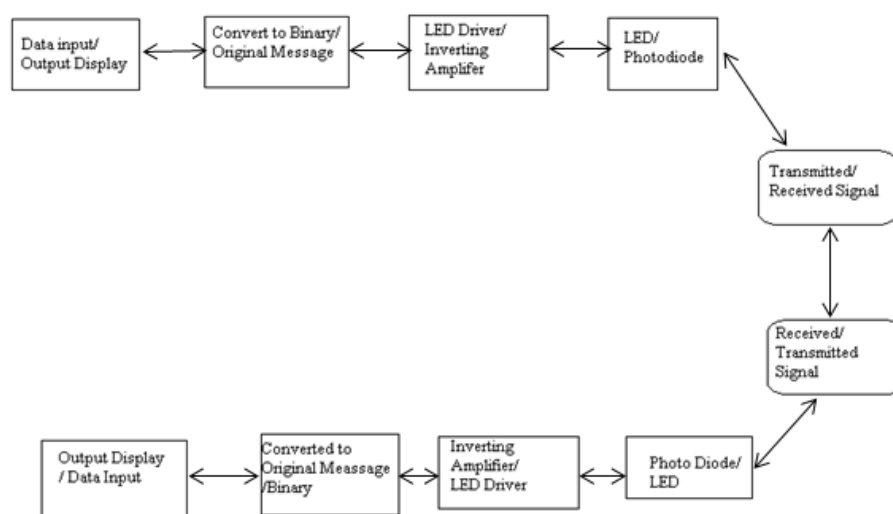 Data input/
Output Display
Convert to Binary/
Original Message
LED Driver/
Inverting
Amplifer
LED/
Photodiode
Transmitted/
Received Signal
Received/
Transmitted
Signal
Output Display
/ Data Input
Converted to
Original Meassage
/Binary
Inverting
Amplifier/
LED Driver
Photo Diode/
LED